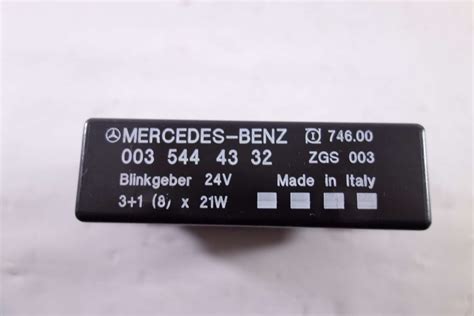 MERCEDES-BENZ 746.00
003 544 43 32 ZGS 003
Blinkgeber 24V Made in Italy
3+1 (8) x 21W